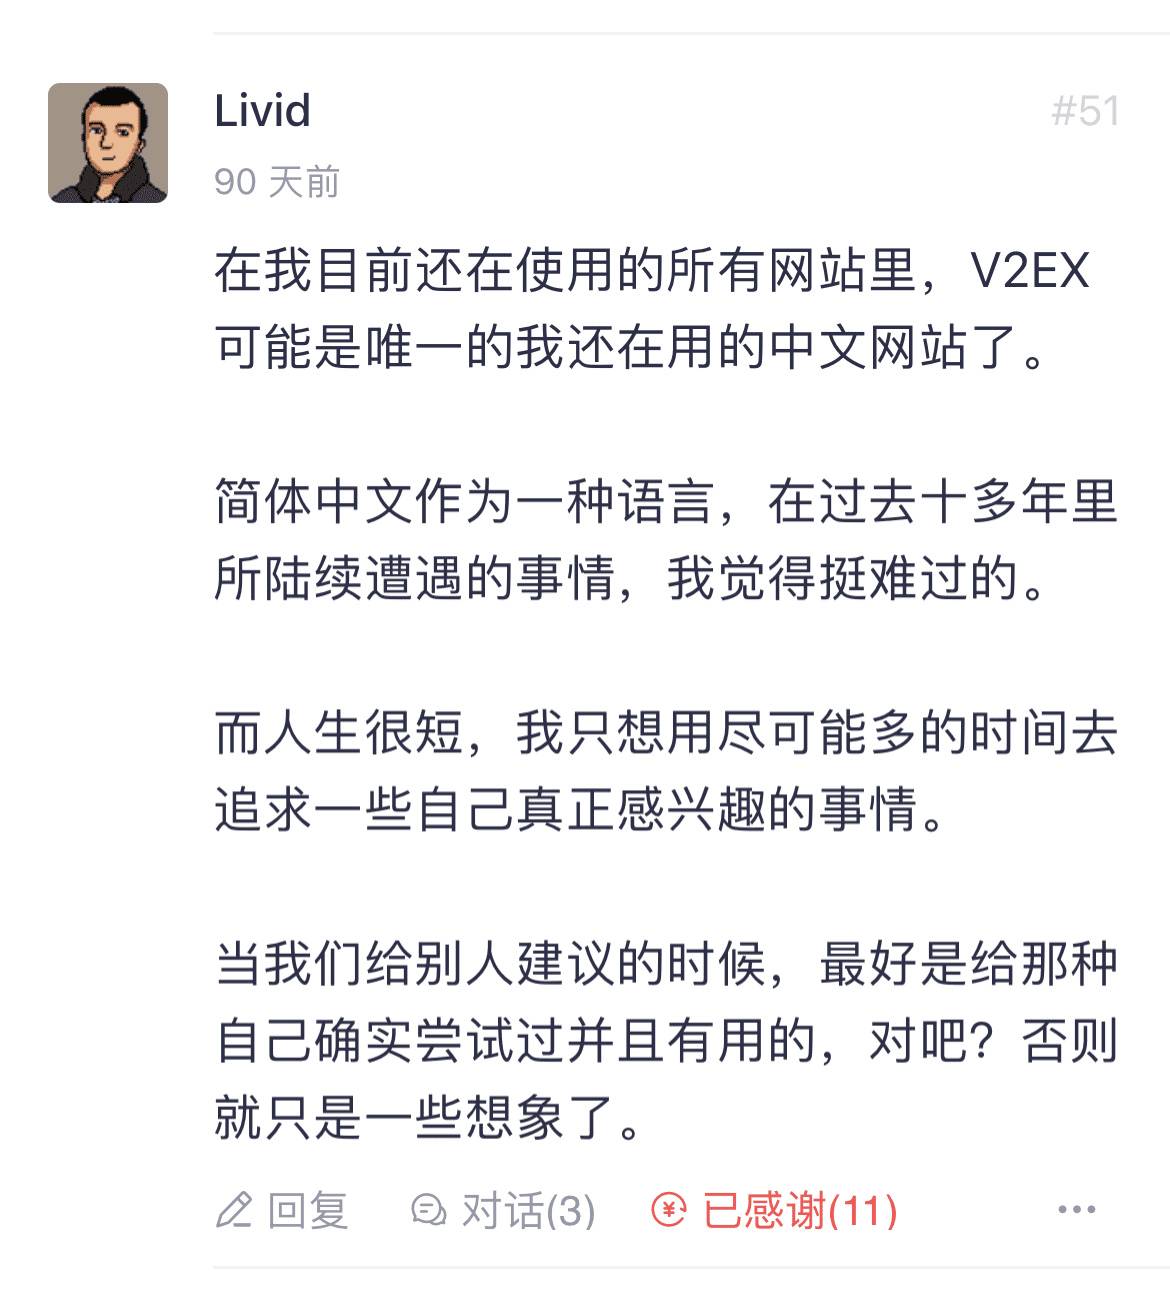 Livid
#51
90 天前
在我目前还在使用的所有网站里，V2EX
可能是唯一的我还在用的中文网站了。
简体中文作为一种语言，在过去十多年里
所陆续遭遇的事情，我觉得挺难过的。
而人生很短，我只想用尽可能多的时间去
追求一些自己真正感兴趣的事情。
当我们给别人建议的时候，最好是给那种
自己确实尝试过并且有用的，对吧？否则
就只是一些想象了。
回复 对话(3) 已感谢(11)